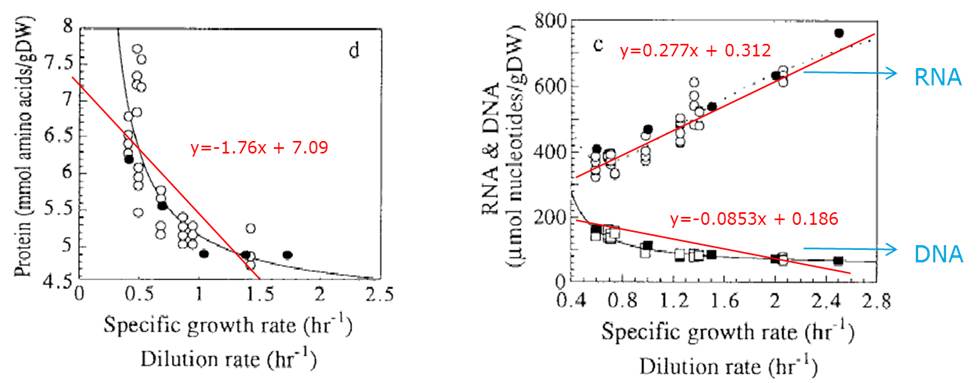 8
7.5
7
6.5
6
5.5
5
4.5
Protein (mmol amino acids/gDW)
d
y=-1.76x + 7.09
0
0.5
1
1.5
2
2.5
Specific growth rate (hr-1)
Dilution rate (hr-1)
800
600
400
200
0
RNA & DNA
(µmol nucleotides/gDW)
c
y=0.277x + 0.312
RNA
y=-0.0853x + 0.186
DNA
0.4
0.8
1.2
1.6
2
2.4
2.8
Specific growth rate (hr-1)
Dilution rate (hr-1)